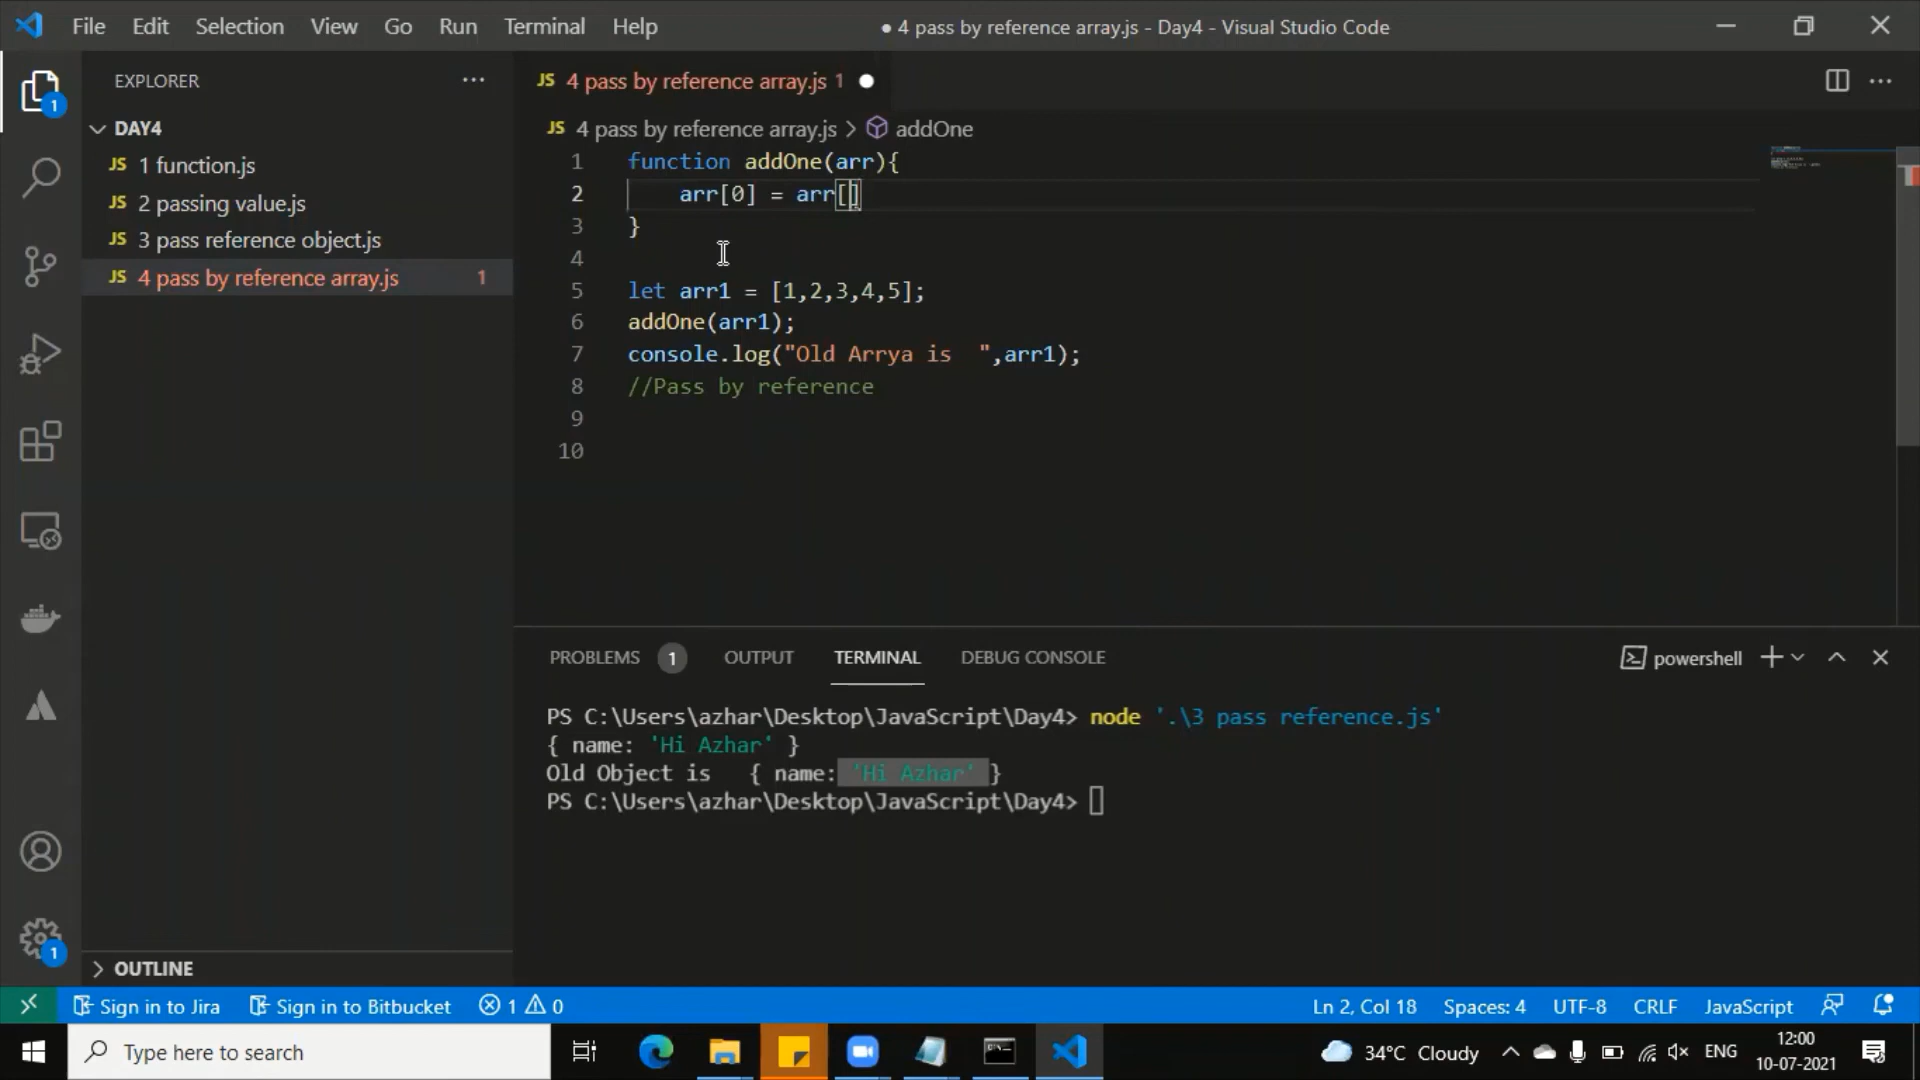 File Edit Selection View Go Run Terminal Help
● 4 pass by reference array.js - Day4 - Visual Studio Code
EXPLORER
DAY4
JS 1 function.js
JS 2 passing value.js
JS 3 pass reference object.js
JS 4 pass by reference array.js 1
OUTLINE
JS 4 pass by reference array.js 1
JS 4 pass by reference array.js > addOne
1 function addOne(arr){
2 arr[0] = arr[]
3 }
4
5 let arr1 = [1,2,3,4,5];
6 addOne(arr1);
7 console.log("Old Arrya is  ",arr1);
8 //Pass by reference
9
10
PROBLEMS 1 OUTPUT TERMINAL DEBUG CONSOLE
powershell
PS C:\Users\azhar\Desktop\JavaScript\Day4> node '.\3 pass reference.js'
{ name: 'Hi Azhar' }
Old Object is   { name: 'Hi Azhar' }
PS C:\Users\azhar\Desktop\JavaScript\Day4>
1
1
Sign in to Jira Sign in to Bitbucket 1 0 Ln 2, Col 18 Spaces: 4 UTF-8 CRLF JavaScript
Type here to search
34°C Cloudy ENG
12:00
10-07-2021